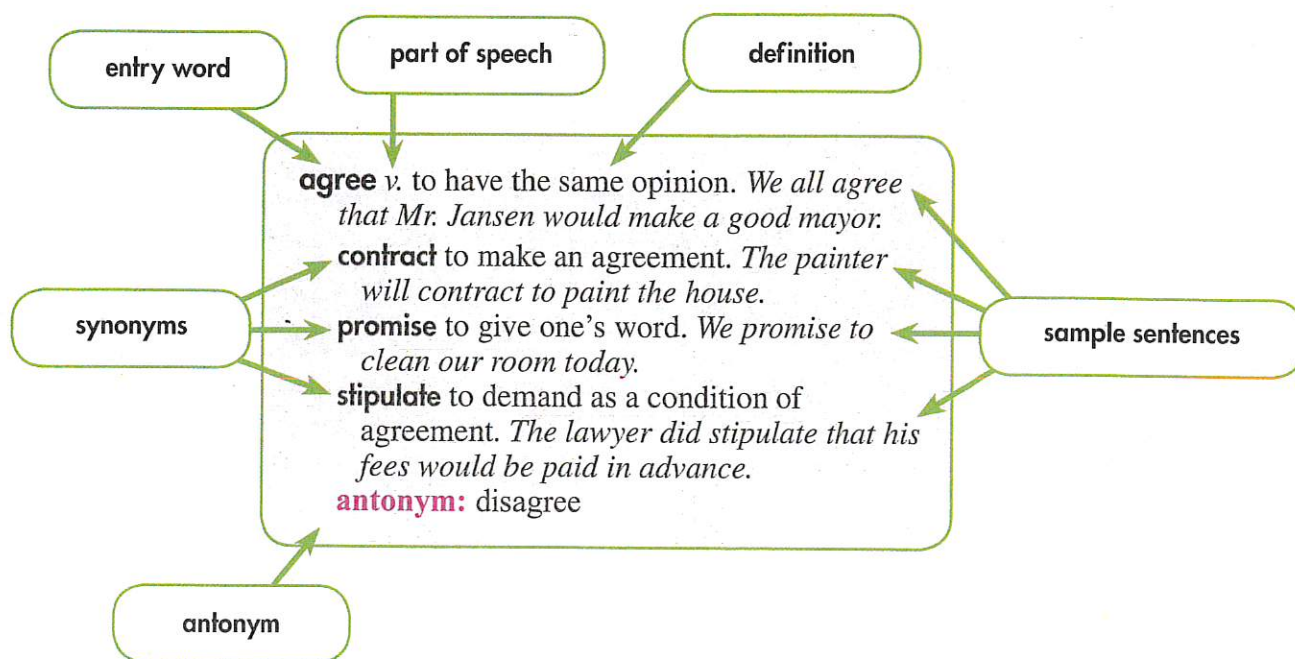 entry word
part of speech
definition
agree v. to have the same opinion. We all agree
that Mr. Jansen would make a good mayor.
contract to make an agreement. The painter
will contract to paint the house.
promise to give one's word. We promise to
clean our room today.
stipulate to demand as a condition of
agreement. The lawyer did stipulate that his
fees would be paid in advance.
antonym: disagree
synonyms
sample sentences
antonym